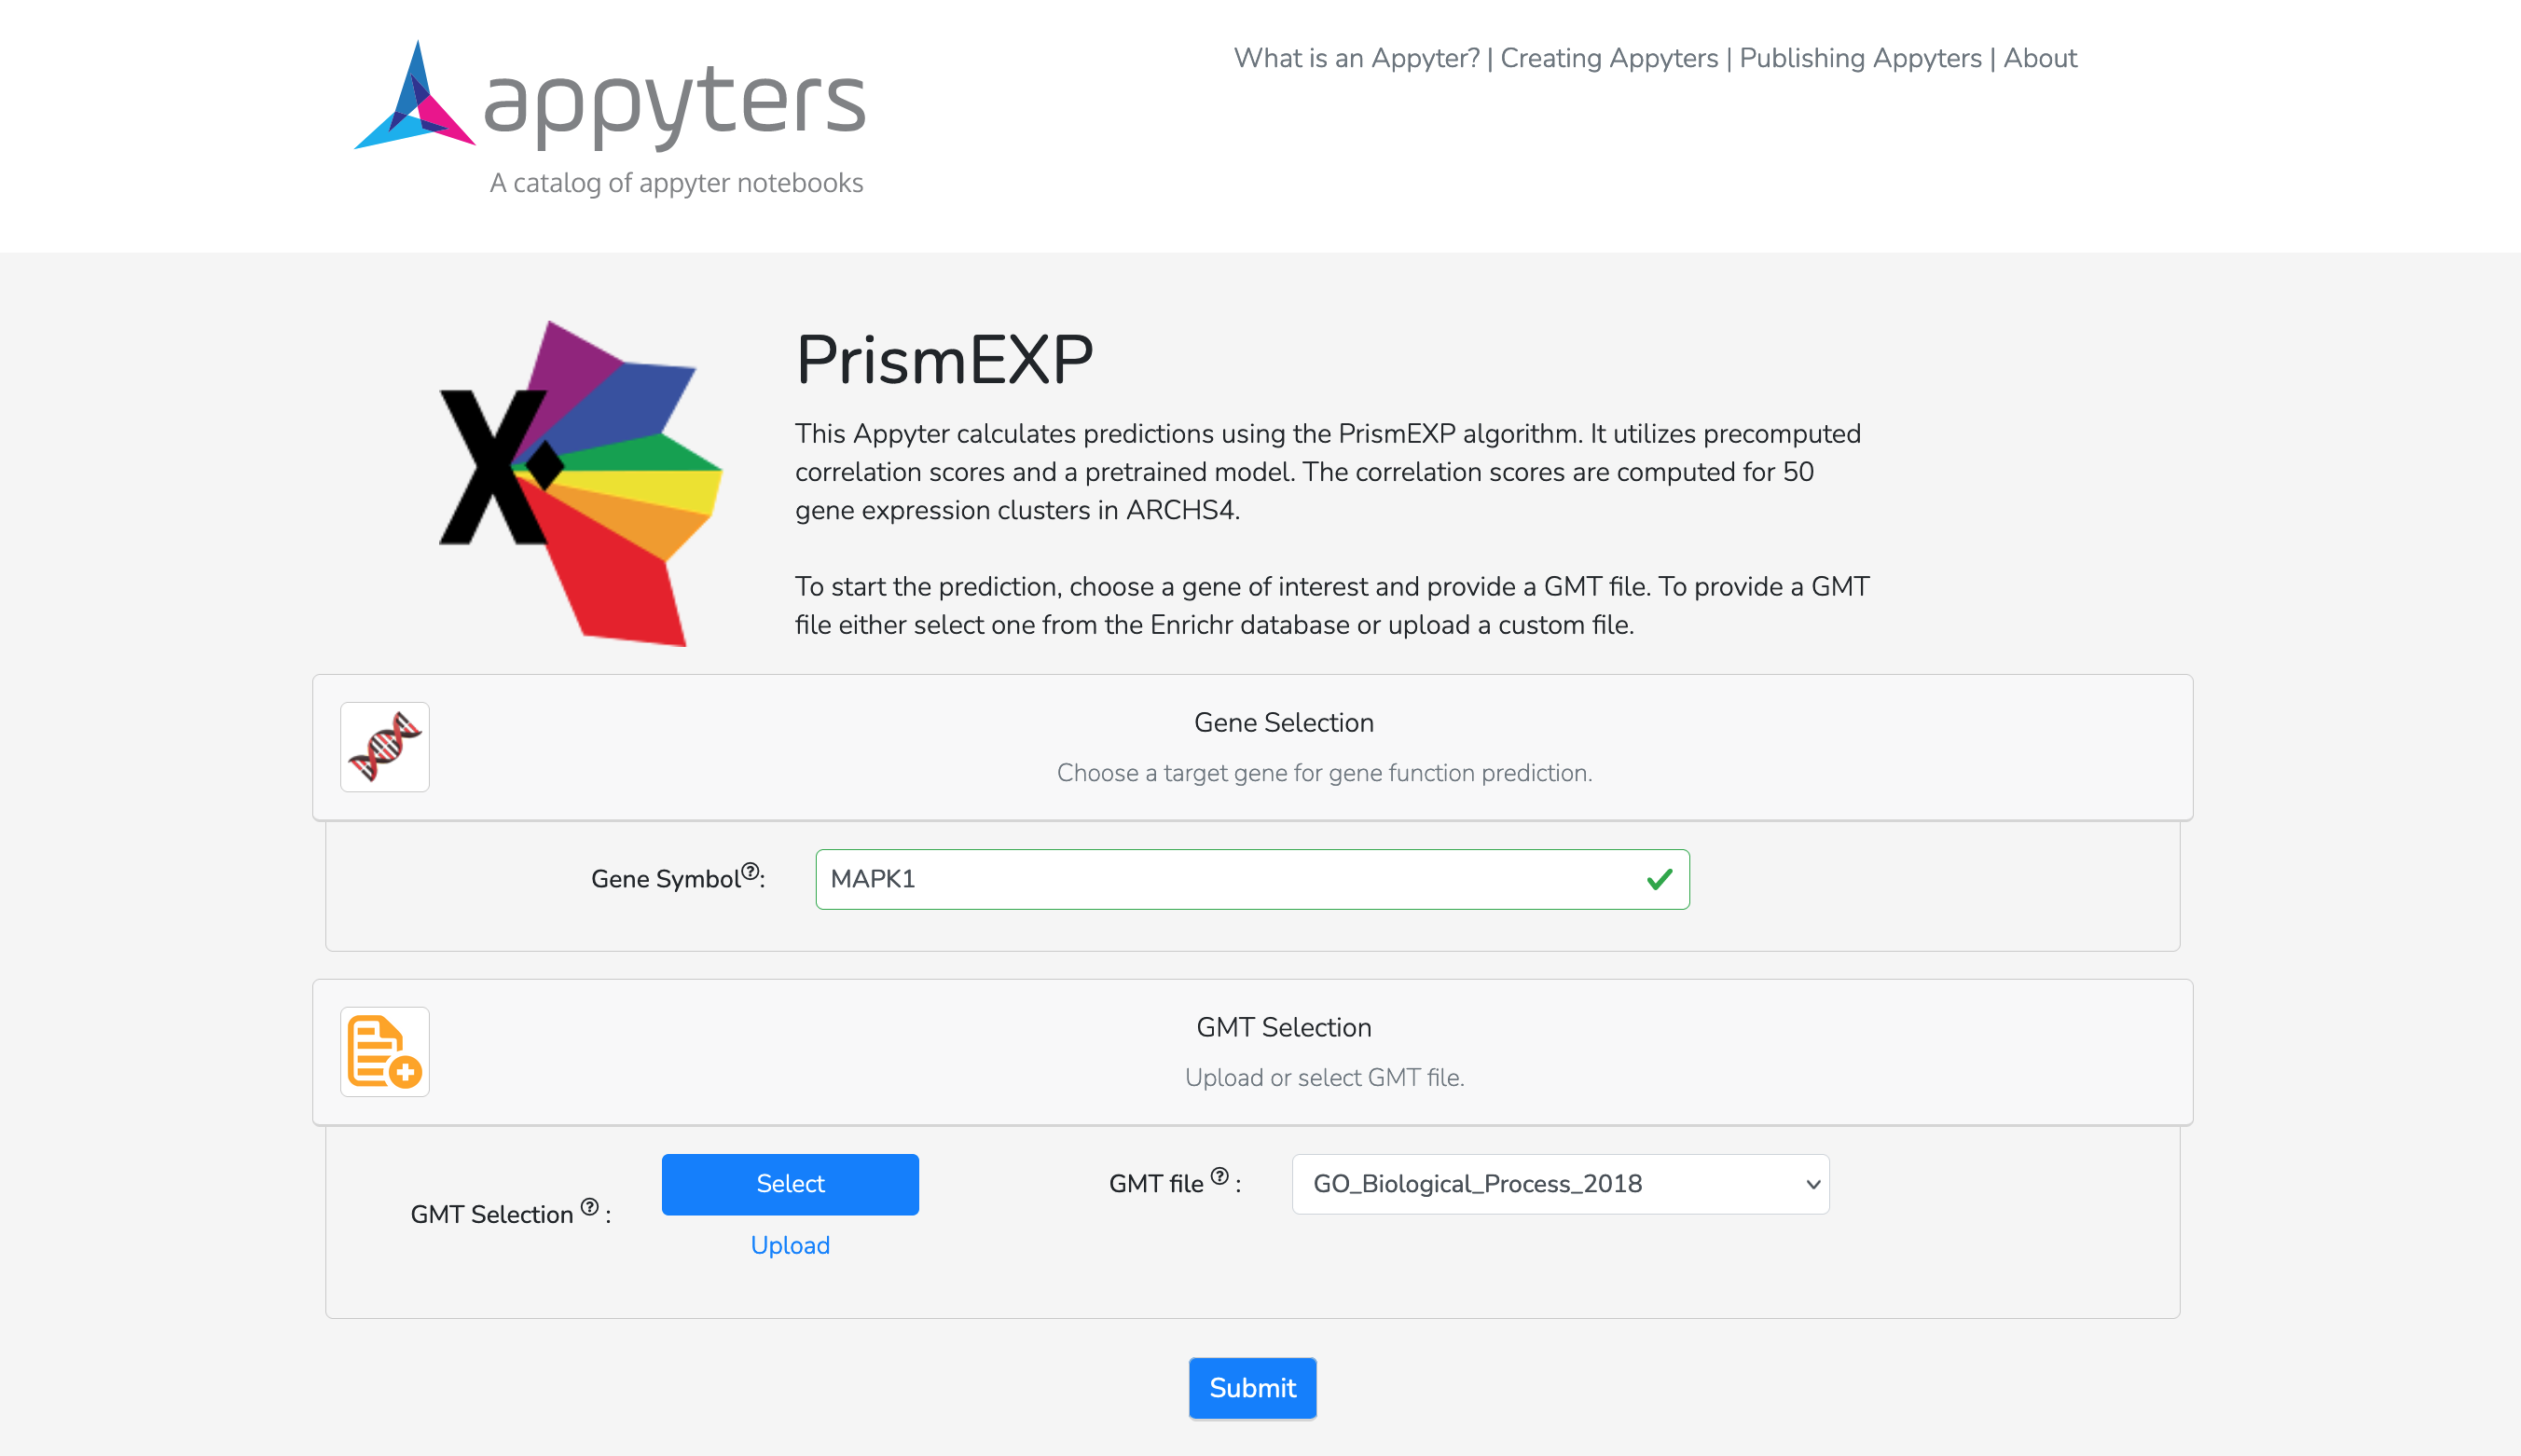 appyters
A catalog of appyter notebooks
What is an Appyter? | Creating Appyters | Publishing Appyters | About
PrismEXP
This Appyter calculates predictions using the PrismEXP algorithm. It utilizes precomputed
correlation scores and a pretrained model. The correlation scores are computed for 50
gene expression clusters in ARCHS4.
To start the prediction, choose a gene of interest and provide a GMT file. To provide a GMT
file either select one from the Enrichr database or upload a custom file.
Gene Selection
Choose a target gene for gene function prediction.
Gene Symbol?:
MAPK1
GMT Selection
Upload or select GMT file.
GMT Selection ? :
Select
Upload
GMT file ? :
GO_Biological_Process_2018
Submit